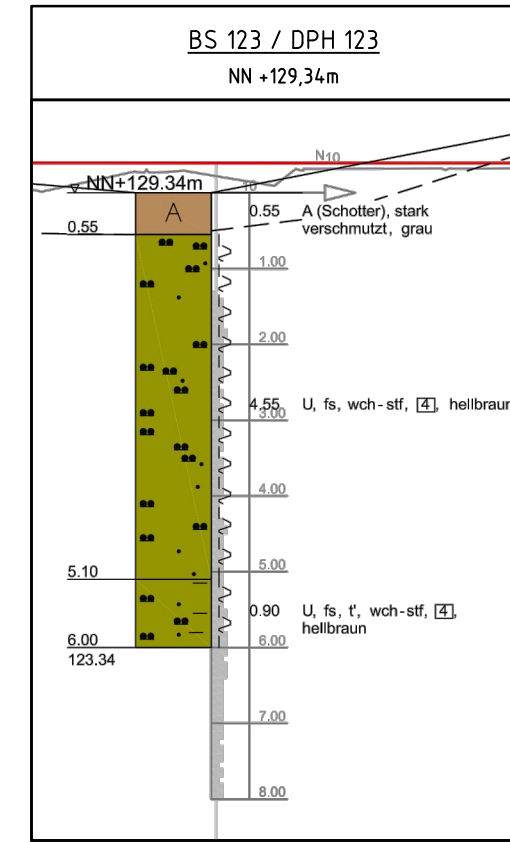 BS 123 / DPH 123
NN +129,34m
N10
NN+129.34m
10
A
0.55
A (Schotter), stark
verschmutzt, grau
0.55
1.00
2.00
4.55
U, fs, wch-stf, 4, hellbraun
3.00
4.00
5.00
5.10
0.90
U, fs, t', wch-stf, 4,
hellbraun
6.00
6.00
123.34
7.00
8.00